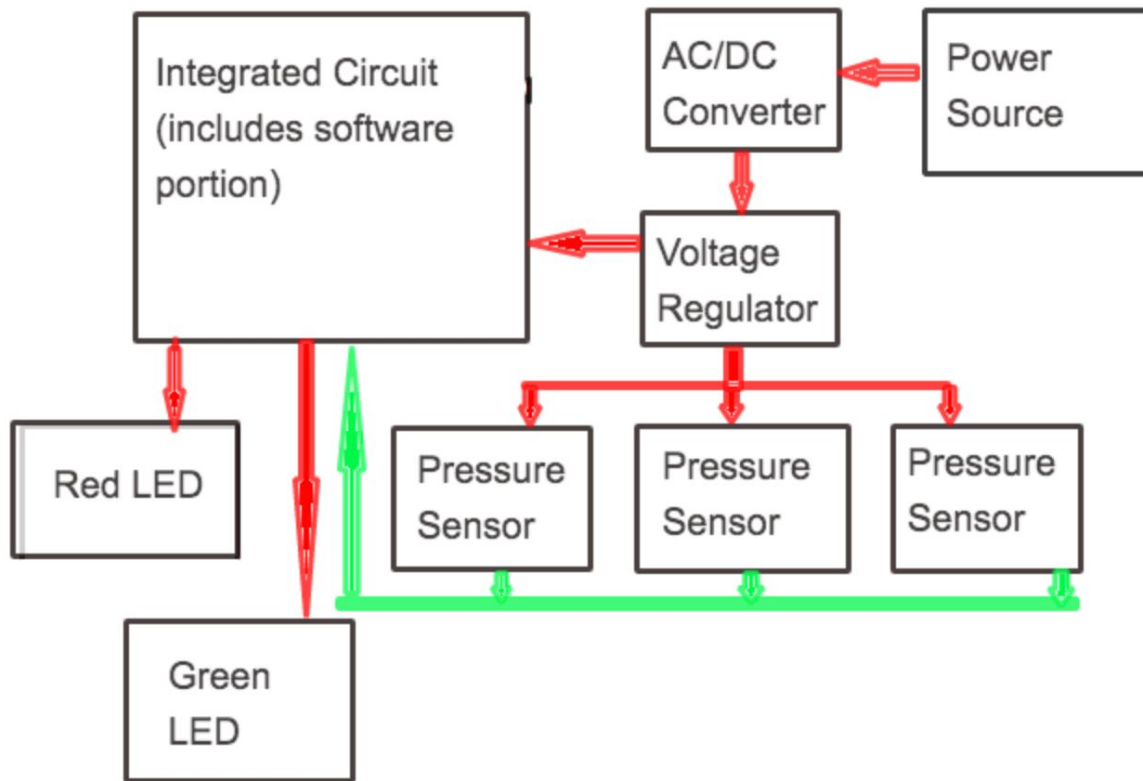 Integrated Circuit
(includes software
portion)
AC/DC
Converter
Power
Source
Voltage
Regulator
Red LED
Pressure
Sensor
Pressure
Sensor
Pressure
Sensor
Green
LED